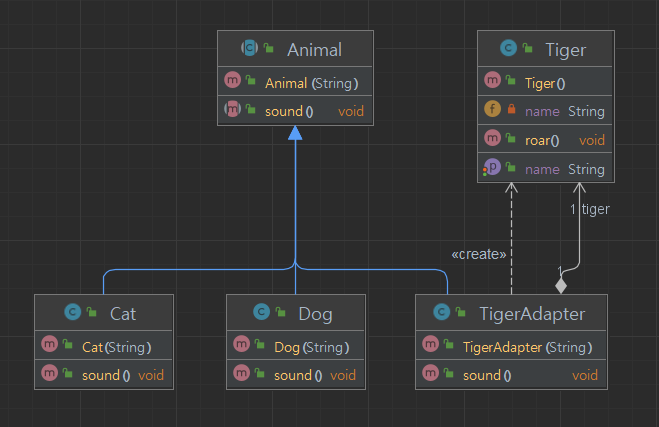 Animal
Animal (String)
sound () void
Tiger
Tiger()
name String
roar() void
name String
1 tiger
«create»
1
Cat
Cat(String)
sound () void
Dog
Dog(String)
sound () void
TigerAdapter
TigerAdapter (String)
sound () void